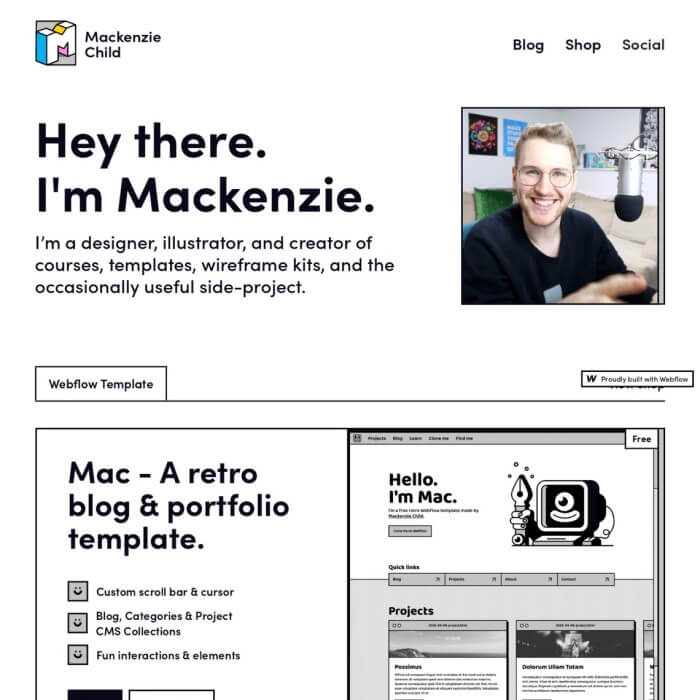 Mackenzie
Child
Blog
Shop
Social
Hey there.
I'm Mackenzie.
I’m a designer, illustrator, and creator of
courses, templates, wireframe kits, and the
occasionally useful side-project.
Webflow Template
Proudly built with Webflow
Mac - A retro
blog & portfolio
template.
Custom scroll bar & cursor
Blog, Categories & Project
CMS Collections
Fun interactions & elements
Projects Blog Learn Clone me Find me
Free
Hello.
I'm Mac.
I'm a free retro Webflow template made by
Mackenzie Child
Clone me on Webflow
Quick links
Blog
Projects
About
Contact
Projects
Possimus
Dolorum Ullam Totam